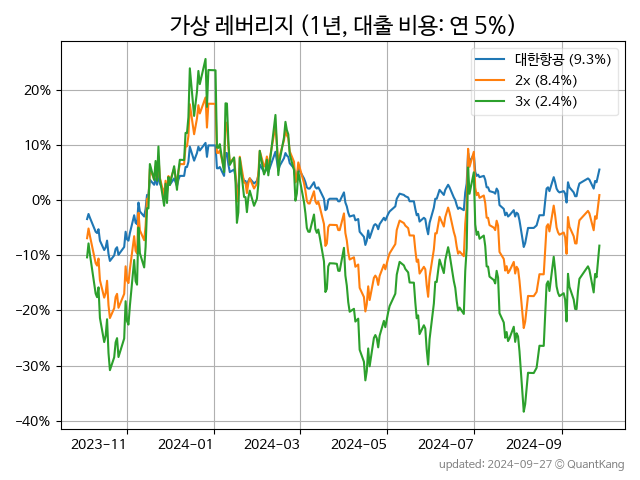 가상 레버리지 (1년, 대출 비용: 연 5%)
대한항공 (9.3%)
2x (8.4%)
3x (2.4%)
20%
10%
0%
−10%
−20%
−30%
−40%
2023-11 2024-01 2024-03 2024-05 2024-07 2024-09
updated: 2024-09-27 © QuantKang